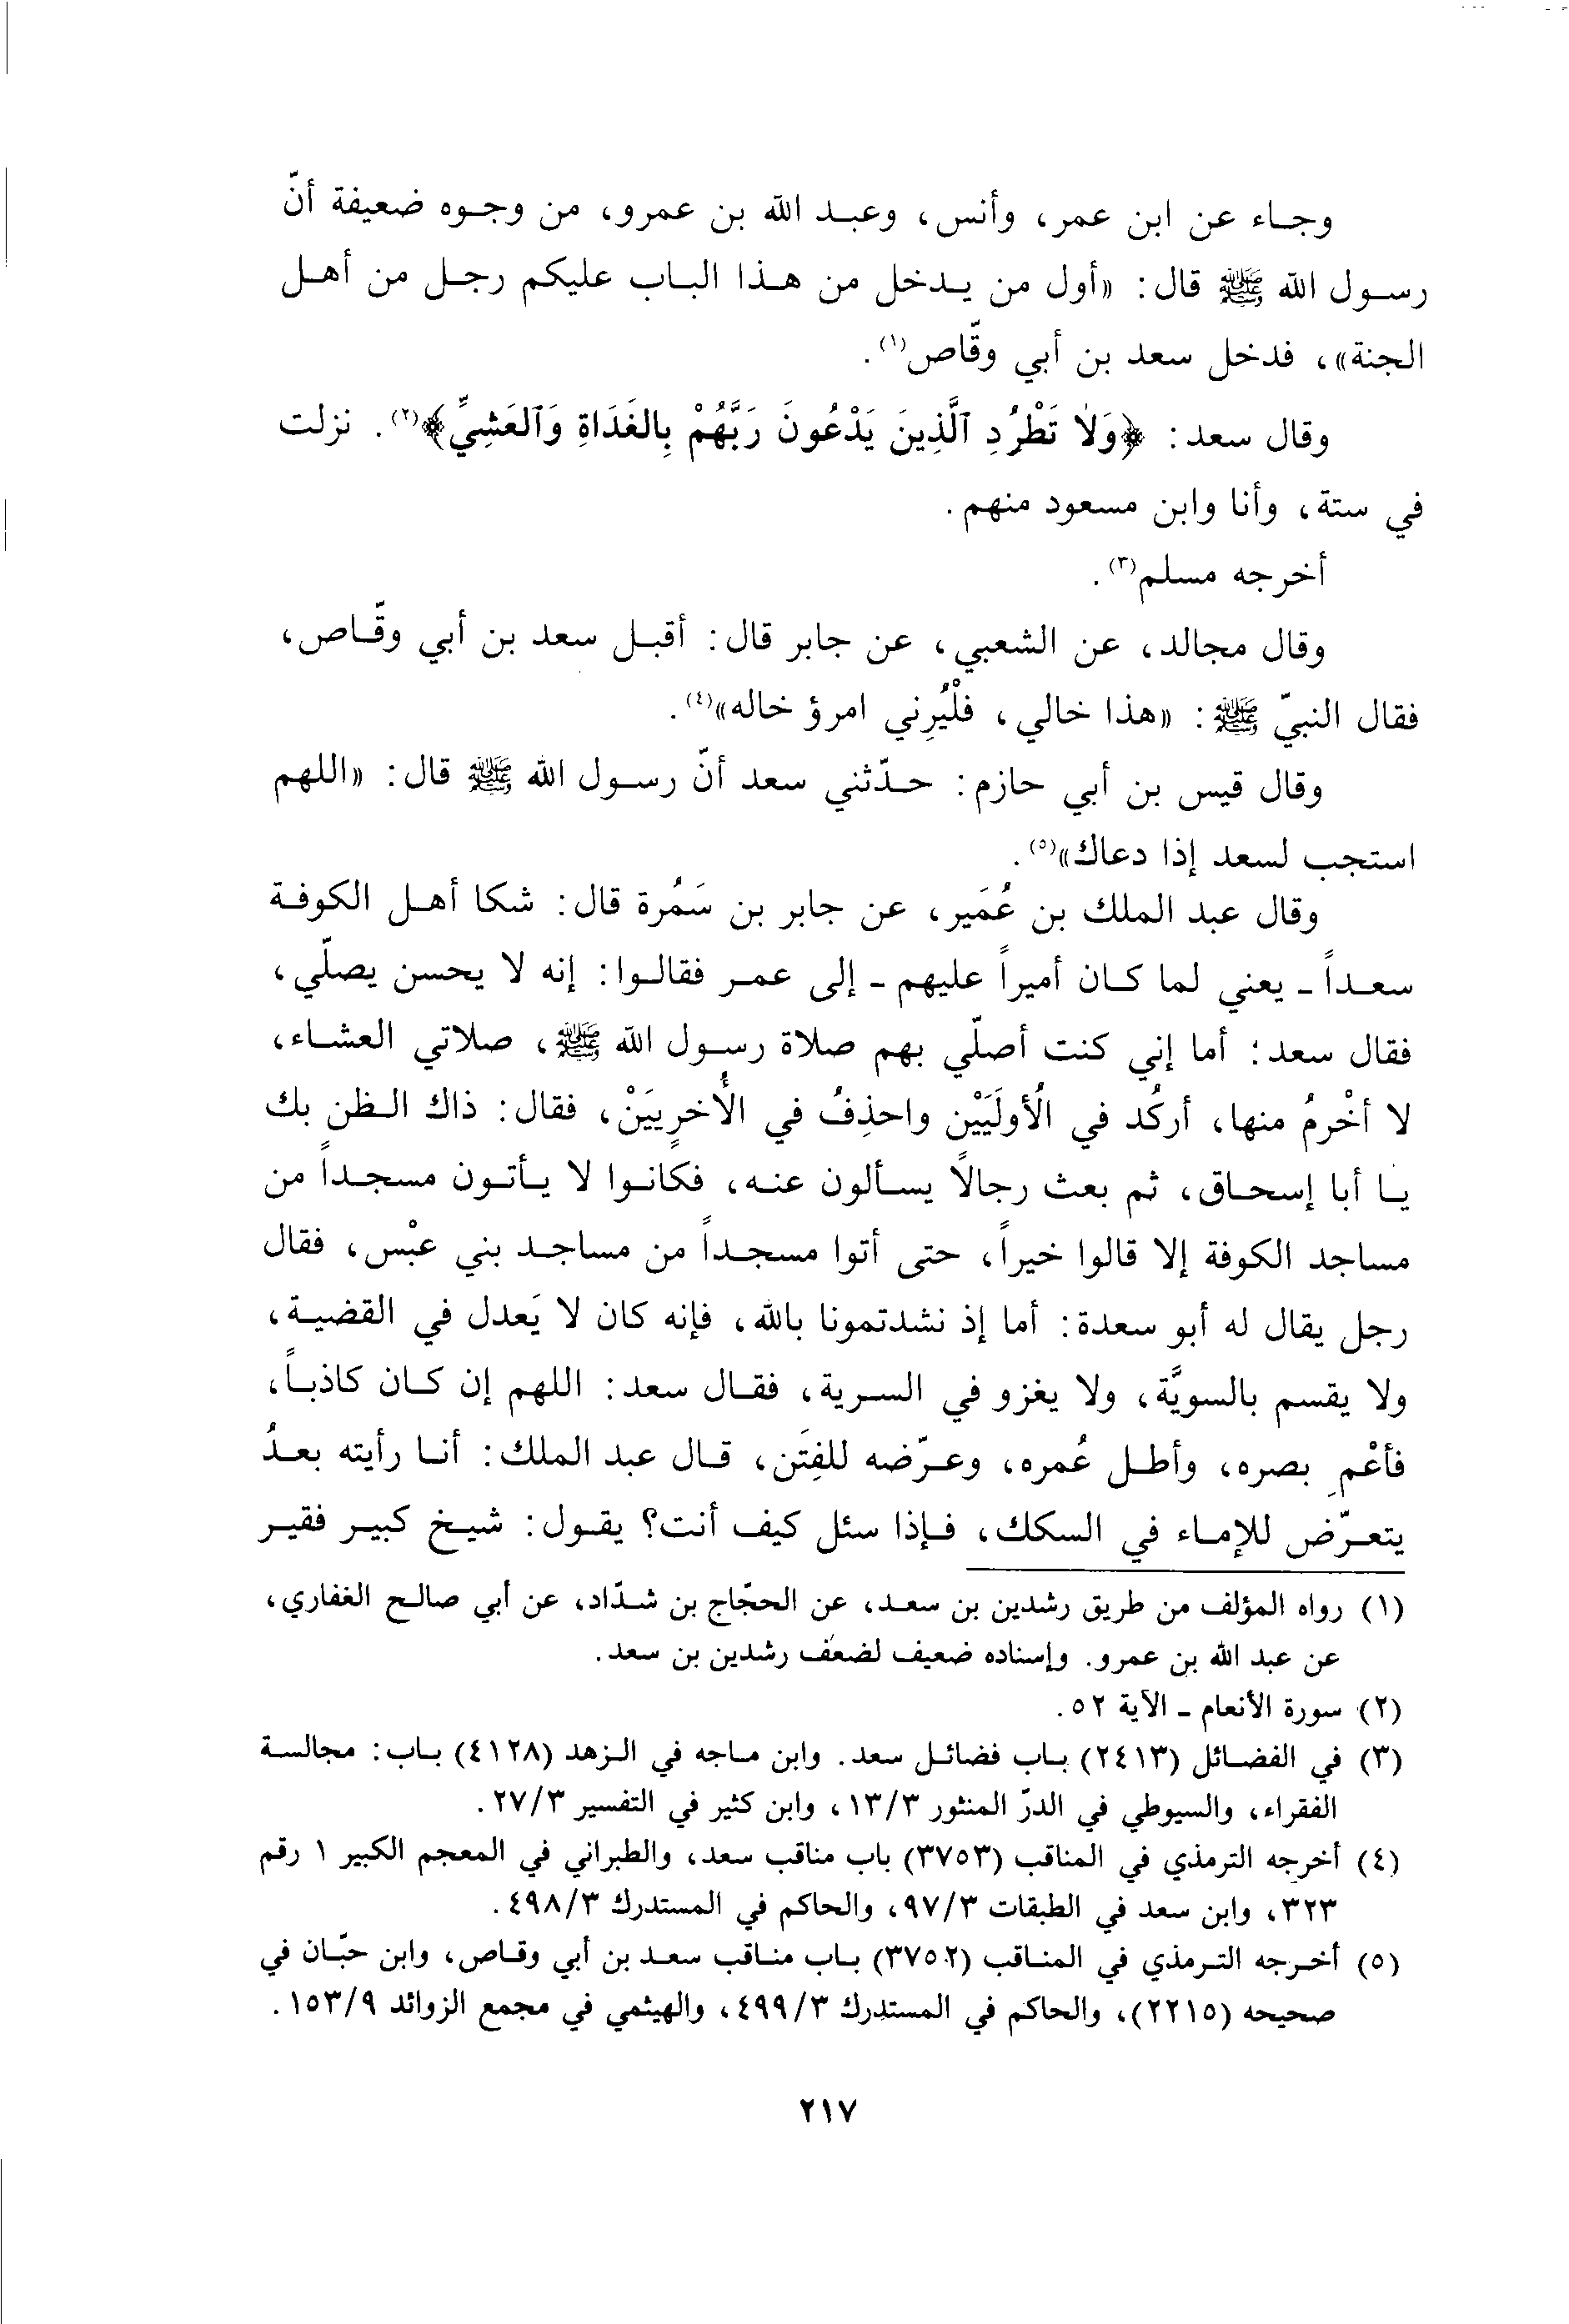 وجاء عن ابن عمر، وأنس، وعبد الله بن عمرو، من وجوه ضعيفة أنّ
رسول الله ﷺ قال: «أول من يدخل من هذا الباب عليكم رجل من أهل
الجنة»، فدخل سعد بن أبي وقّاص(١).
وقال سعد: ﴿وَلَا تَطْرُدِ ٱلَّذِينَ يَدْعُونَ رَبَّهُمْ بِالغَدَاةِ وَٱلعَشِيِّ﴾(٢). نزلت
في ستة، وأنا وابن مسعود منهم.
أخرجه مسلم(٣).
وقال مجالد، عن الشعبي، عن جابر قال: أقبل سعد بن أبي وقّاص،
فقال النبيّ ﷺ: «هذا خالي، فلْيُرِني امرؤ خاله»(٤).
وقال قيس بن أبي حازم: حدّثني سعد أنّ رسول الله ﷺ قال: «اللهم
استجب لسعد إذا دعاك»(٥).
وقال عبد الملك بن عُمَير، عن جابر بن سَمُرة قال: شكا أهل الكوفة
سعداً - يعني لما كان أميراً عليهم - إلى عمر فقالوا: إنه لا يحسن يصلّي،
فقال سعد: أما إني كنت أصلّي بهم صلاة رسول الله ﷺ، صلاتي العشاء،
لا أخْرمُ منها، أركُد في الُأولَيَيْن واحذِفُ في الُأخرِييَنْ، فقال: ذاك الظن بك
يا أبا إسحاق، ثم بعث رجالًا يسألون عنه، فكانوا لا يأتون مسجداً من
مساجد الكوفة إلا قالوا خيراً، حتى أتوا مسجداً من مساجد بني عبْس، فقال
رجل يقال له أبو سعدة: أما إذ نشدتمونا بالله، فإنه كان لا يَعدل في القضية،
ولا يقسم بالسويَّة، ولا يغزو في السرية، فقال سعد: اللهم إن كان كاذباً،
فأعْمِ بصره، وأطل عُمره، وعرّضه للفِتَن، قال عبد الملك: أنا رأيته بعدُ
يتعرّض للإماء في السكك، فإذا سئل كيف أنت؟ يقول: شيخ كبير فقير
(١) رواه المؤلف من طريق رشدين بن سعد، عن الحجّاج بن شدّاد، عن أبي صالح الغفاري،
عن عبد الله بن عمرو. وإسناده ضعيف لضعف رشدين بن سعد.
(٢) سورة الأنعام - الآية ٥٢.
(٣) في الفضائل (٢٤١٣) باب فضائل سعد. وابن ماجه في الزهد (٤١٢٨) باب: مجالسة
الفقراء، والسيوطي في الدرّ المنثور ١٣/٣، وابن كثير في التفسير ٢٧/٣.
(٤) أخرجه الترمذي في المناقب (٣٧٥٣) باب مناقب سعد، والطبراني في المعجم الكبير ١ رقم
٣٢٣، وابن سعد في الطبقات ٩٧/٣، والحاكم في المستدرك ٤٩٨/٣.
(٥) أخرجه الترمذي في المناقب (٣٧٥٢) باب مناقب سعد بن أبي وقاص، وابن حبّان في
صحيحه (٢٢١٥)، والحاكم في المستدرك ٤٩٩/٣، والهيثمي في مجمع الزوائد ١٥٣/٩.
٢١٧